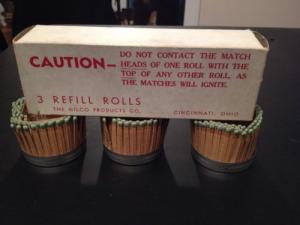 CAUTION— DO NOT CONTACT THE MATCH
HEADS OF ONE ROLL WITH THE
TOP OF ANY OTHER ROLL, AS
THE MATCHES WILL IGNITE.
3 REFILL ROLLS
THE GILCO PRODUCTS CO. CINCINNATI, OHIO